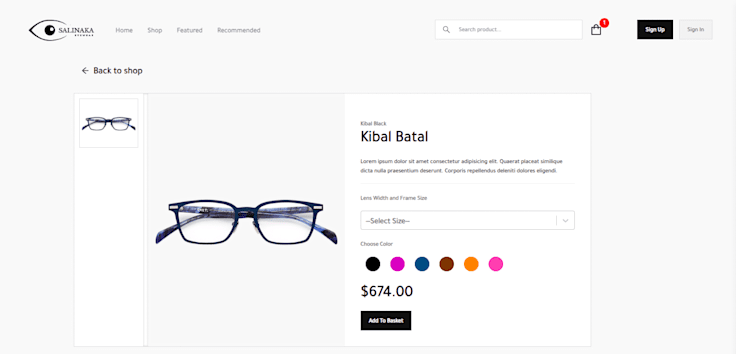 SALINAKA
EYEWEAR
Home
Shop
Featured
Recommended
Search product...
1
Sign Up
Sign In
Back to shop
Kibal Black
Kibal Batal
Lorem ipsum dolor sit amet consectetur adipisicing elit. Quaerat placeat similique
dicta nulla praesentium deserunt. Corporis repellendus deleniti dolores eligendi.
Lens Width and Frame Size
--Select Size--
Choose Color
$674.00
Add To Basket